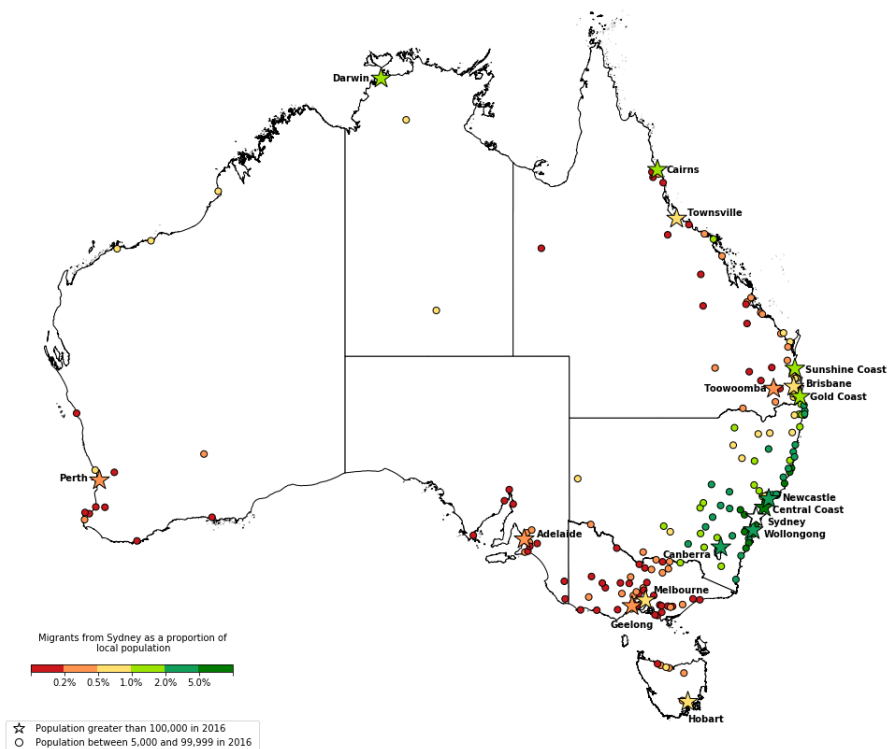 Darwin
Cairns
Townsville
Sunshine Coast
Brisbane
Toowoomba
Gold Coast
Perth
Newcastle
Central Coast
Sydney
Wollongong
Adelaide
Canberra
Melbourne
Geelong
Migrants from Sydney as a proportion of
local population
0.2% 0.5% 1.0% 2.0% 5.0%
Hobart
Population greater than 100,000 in 2016
Population between 5,000 and 99,999 in 2016